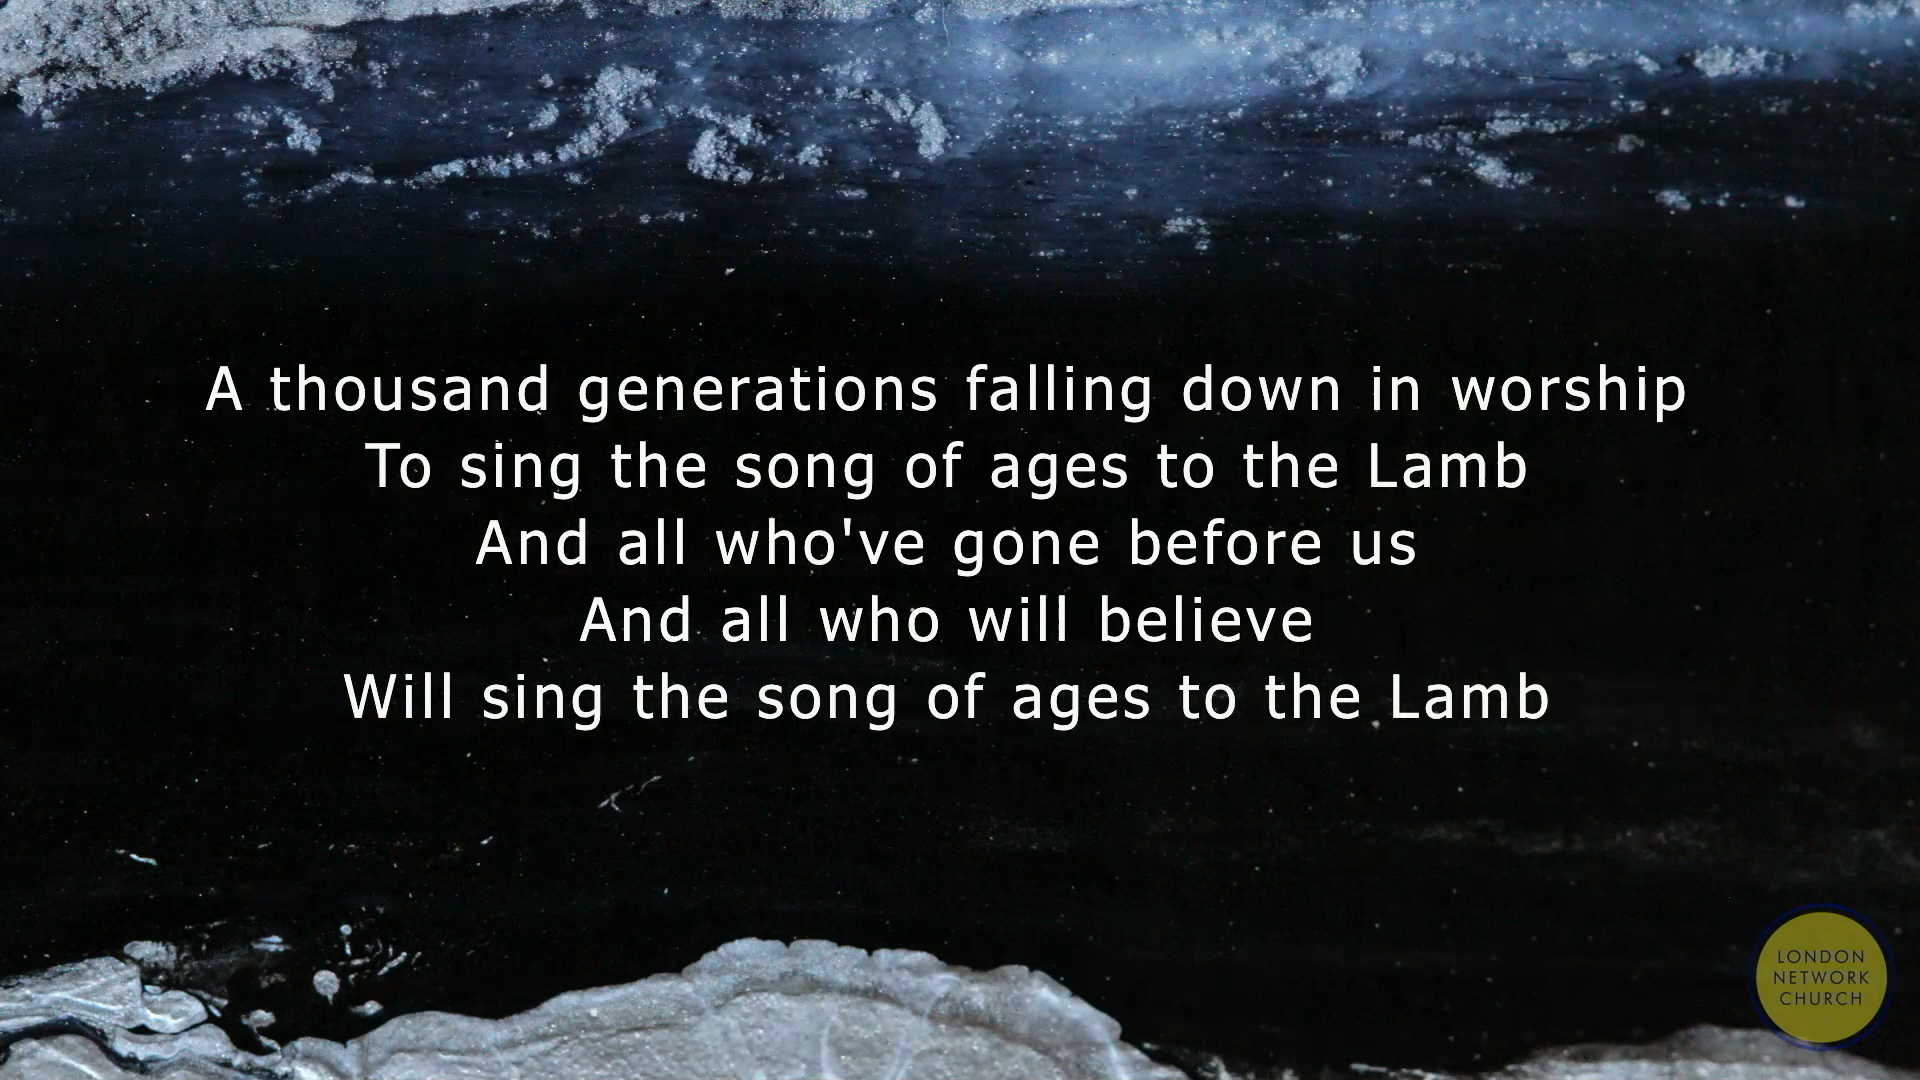 A thousand generations falling down in worship
To sing the song of ages to the Lamb
And all who've gone before us
And all who will believe
Will sing the song of ages to the Lamb
LONDON
NETWORK
CHURCH